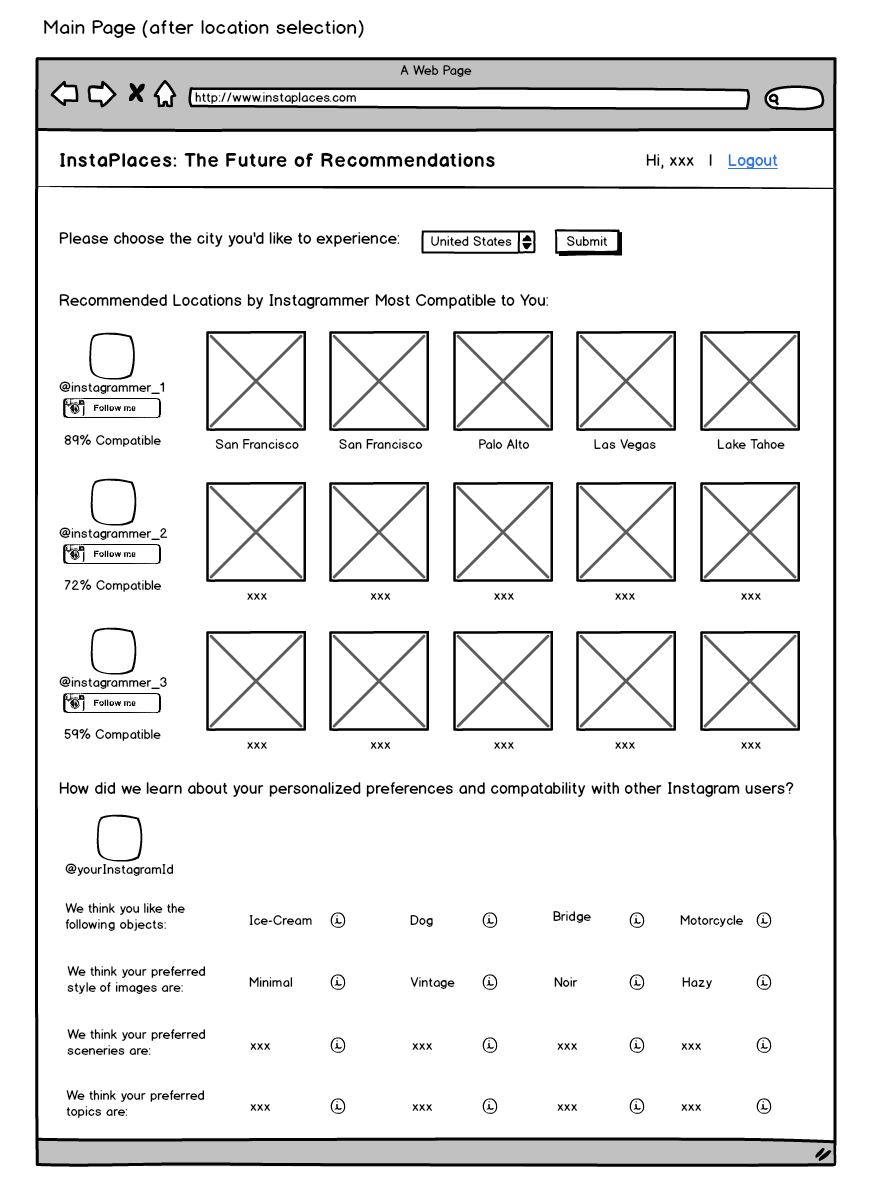 Main Page (after location selection)
A Web Page
http://www.instaplaces.com
InstaPlaces: The Future of Recommendations
Hi, xxx | Logout
Please choose the city you'd like to experience: United States Submit
Recommended Locations by Instagrammer Most Compatible to You:
@instagrammer_1
Follow me
89% Compatible
San Francisco San Francisco Palo Alto Las Vegas Lake Tahoe
@instagrammer_2
Follow me
72% Compatible
xxx xxx xxx xxx xxx
@instagrammer_3
Follow me
59% Compatible
xxx xxx xxx xxx xxx
How did we learn about your personalized preferences and compatability with other Instagram users?
@yourInstagramId
We think you like the
following objects:
Ice-Cream i Dog i Bridge i Motorcycle i
We think your preferred
style of images are:
Minimal i Vintage i Noir i Hazy i
We think your preferred
sceneries are:
xxx i xxx i xxx i xxx i
We think your preferred
topics are:
xxx i xxx i xxx i xxx i